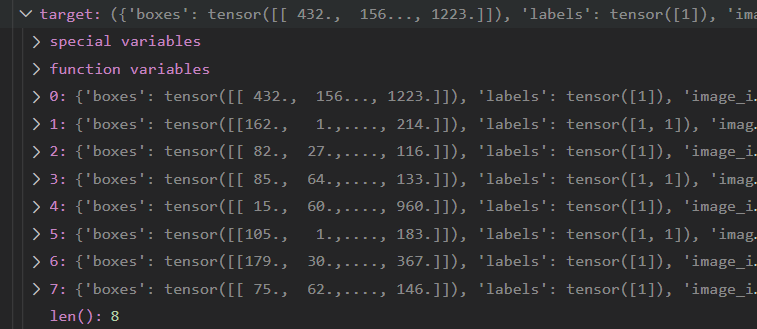 target: ({'boxes': tensor([[ 432.,  156..., 1223.]]), 'labels': tensor([1]), 'ima
special variables
function variables
0: {'boxes': tensor([[ 432.,  156..., 1223.]]), 'labels': tensor([1]), 'image_i.
1: {'boxes': tensor([[162.,   1.,...., 214.]]), 'labels': tensor([1, 1]), 'imag.
2: {'boxes': tensor([[ 82.,  27.,...., 116.]]), 'labels': tensor([1]), 'image_i.
3: {'boxes': tensor([[ 85.,  64.,...., 133.]]), 'labels': tensor([1, 1]), 'imag.
4: {'boxes': tensor([[ 15.,  60.,...., 960.]]), 'labels': tensor([1]), 'image_i.
5: {'boxes': tensor([[105.,   1.,...., 183.]]), 'labels': tensor([1, 1]), 'imag.
6: {'boxes': tensor([[179.,  30.,...., 367.]]), 'labels': tensor([1]), 'image_i.
7: {'boxes': tensor([[ 75.,  62.,...., 146.]]), 'labels': tensor([1]), 'image_i.
len(): 8